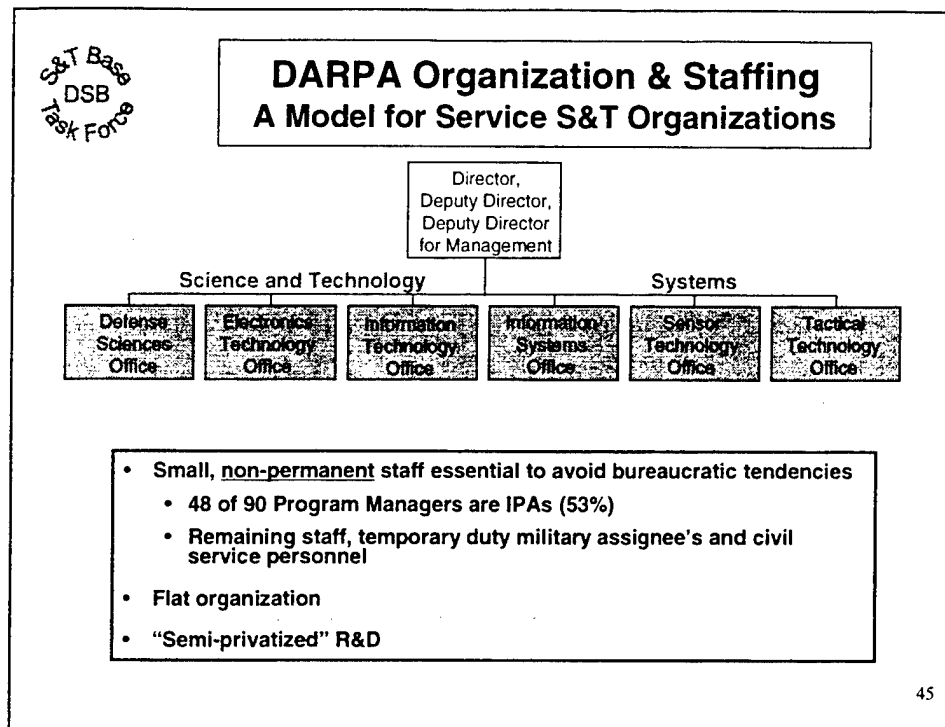 S&T Base
DSB
Task Force
DARPA Organization & Staffing
A Model for Service S&T Organizations
Director,
Deputy Director,
Deputy Director
for Management
Science and Technology
Systems
Defense
Sciences
Office
Electronics
Technology
Office
Information
Technology
Office
Information
Systems
Office
Sensor
Technology
Office
Tactical
Technology
Office
• Small, non-permanent staff essential to avoid bureaucratic tendencies
• 48 of 90 Program Managers are IPAs (53%)
• Remaining staff, temporary duty military assignee's and civil
service personnel
• Flat organization
• “Semi-privatized” R&D
45